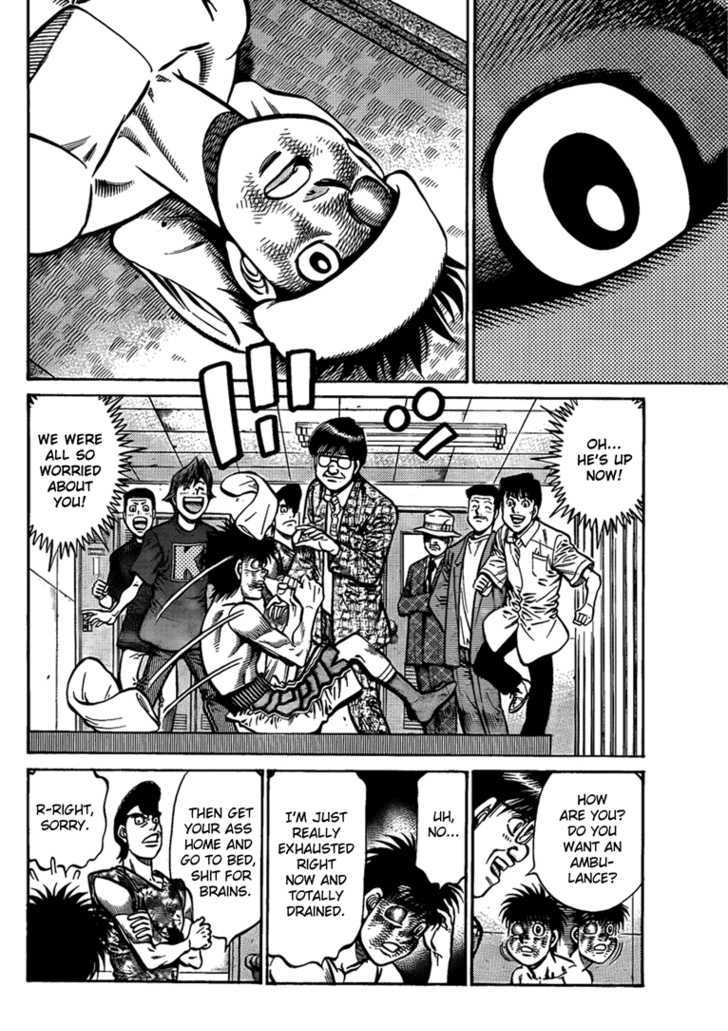 OH...
HE'S UP
NOW!
WE WERE
ALL SO
WORRIED
ABOUT
YOU!
K
HOW
ARE YOU?
DO YOU
WANT AN
AMBU-
LANCE?
UH,
NO...
I'M JUST
REALLY
EXHAUSTED
RIGHT
NOW AND
TOTALLY
DRAINED.
THEN GET
YOUR ASS
HOME AND
GO TO BED,
SHIT FOR
BRAINS.
R-RIGHT,
SORRY.